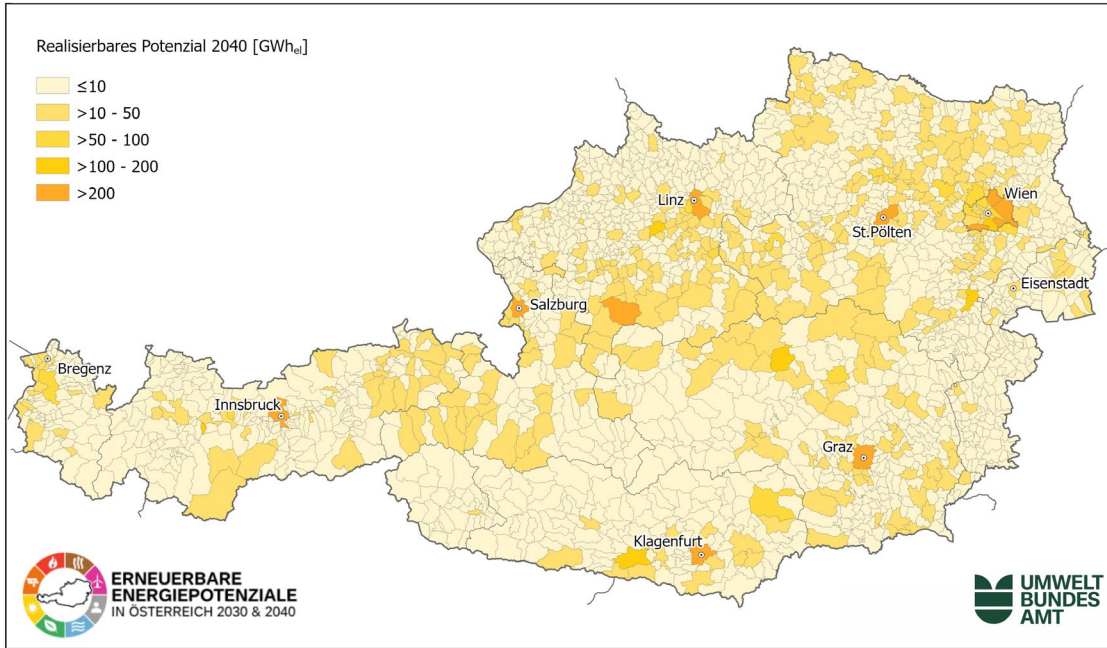 Realisierbares Potenzial 2040 [GWhₑₗ]
≤10
>10 - 50
>50 - 100
>100 - 200
>200
Linz
Wien
St.Pölten
Eisenstadt
Salzburg
Bregenz
Innsbruck
Graz
Klagenfurt
ERNEUERBARE
ENERGIEPOTENZIALE
IN ÖSTERREICH 2030 & 2040
UMWELT
BUNDES
AMT